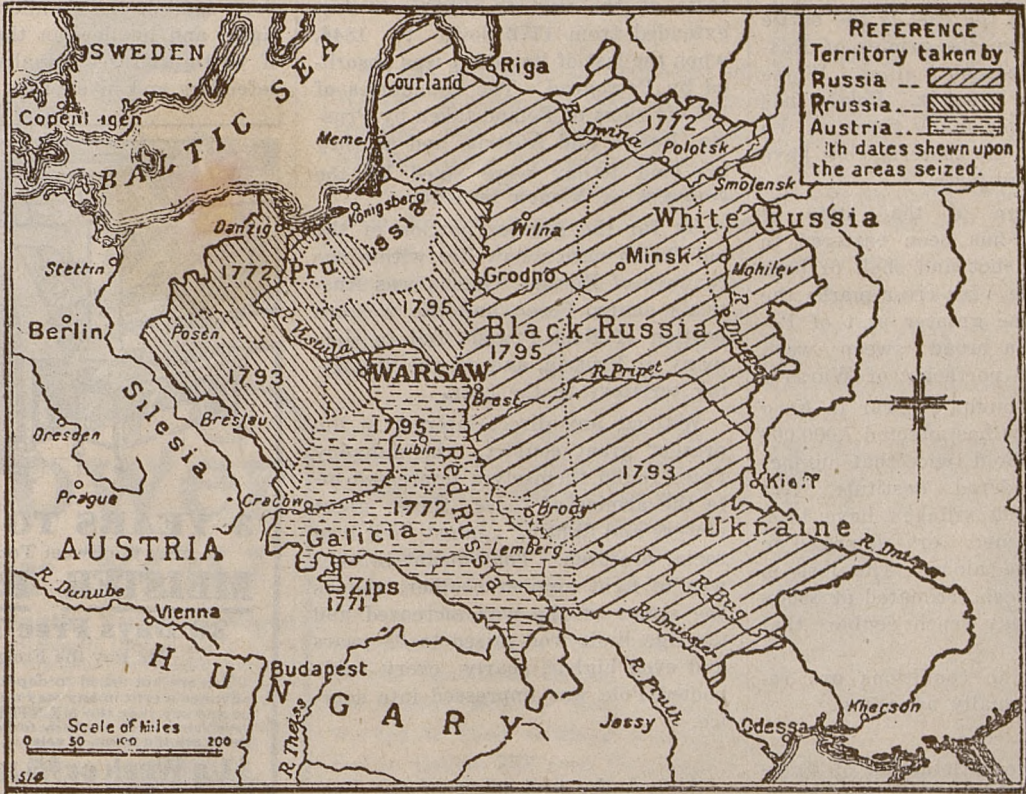 REFERENCE
Territory taken by
Russia
Rrussia
Austria
th dates shewn upon
the areas seized.
SWEDEN
Copenhagen
BALTIC SEA
Courland
Riga
R. Dwina
1772
Polotsk
Smolensk
Memel
Königsberg
Danzig
Prussia
1772
Stettin
Wilna
White Russia
Minsk
Mohilev
Grodno
1795
Black Russia
1795
Berlin
Posen
R. Vistula
WARSAW
R. Pripet
Brest
1793
Silesia
Breslau
1795
Lublin
Red Russia
Dresden
Prague
Cracow
1772
Galicia
Brody
Lemberg
1793
Kieff
Ukraine
R. Dnieper
AUSTRIA
R. Danube
Vienna
Zips
1771
R. Bug
R. Dniester
HUNGARY
Budapest
R. Theiss
R. Pruth
Jassy
Odessa
Kherson
Scale of Miles
0 50 100 200